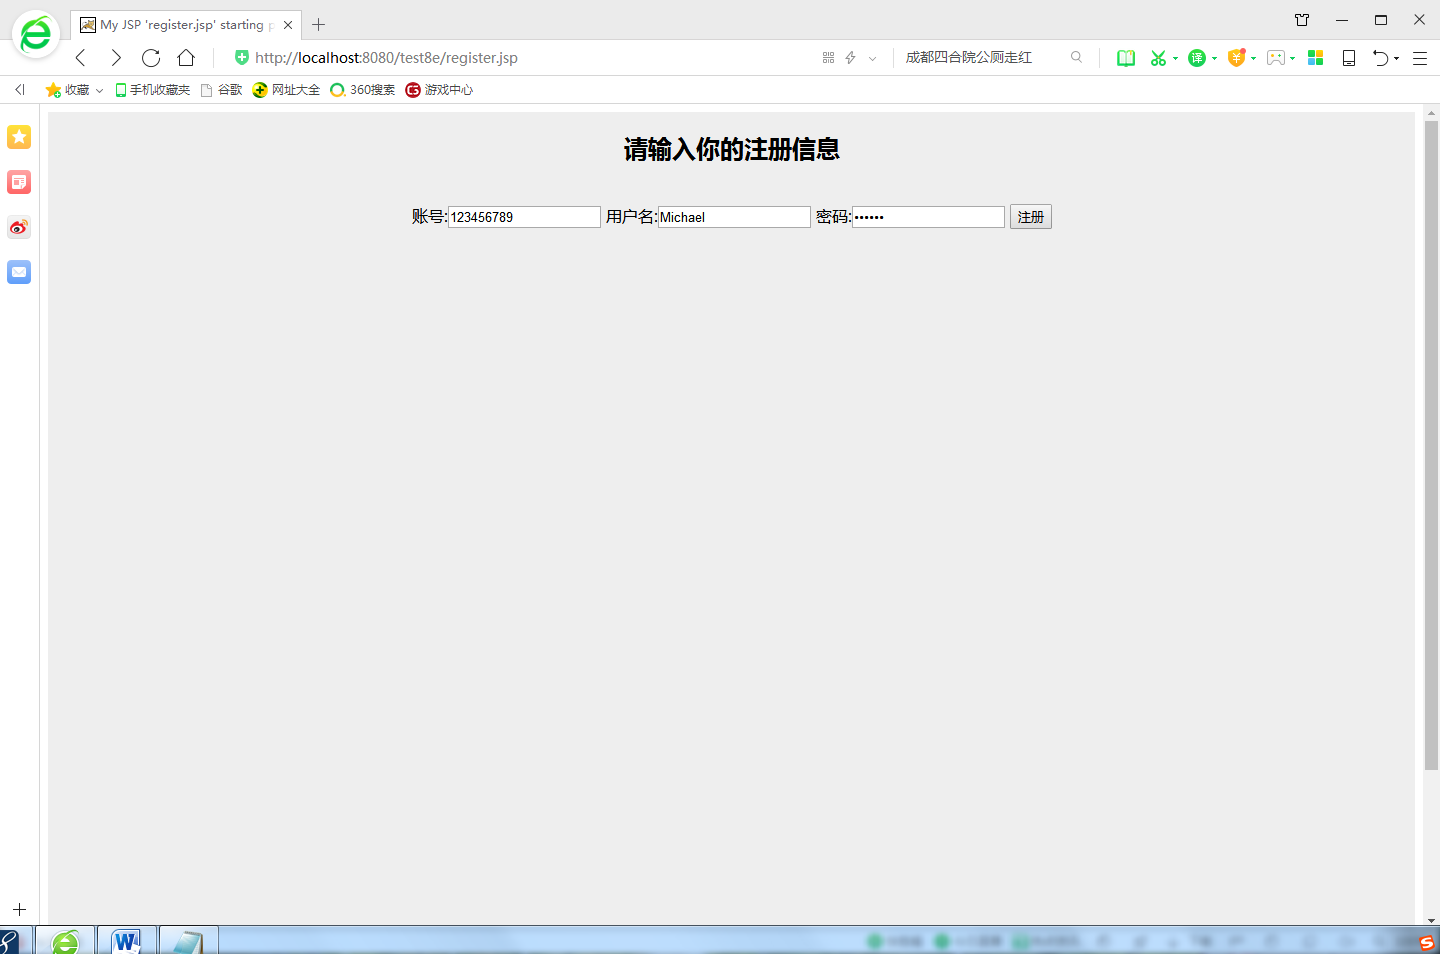 My JSP 'register.jsp' starting p
http://localhost:8080/test8e/register.jsp
成都四合院公厕走红
译
¥
收藏
手机收藏夹
谷歌
网址大全
360搜索
游戏中心
请输入你的注册信息
账号:123456789 用户名:Michael 密码:•••••• 注册